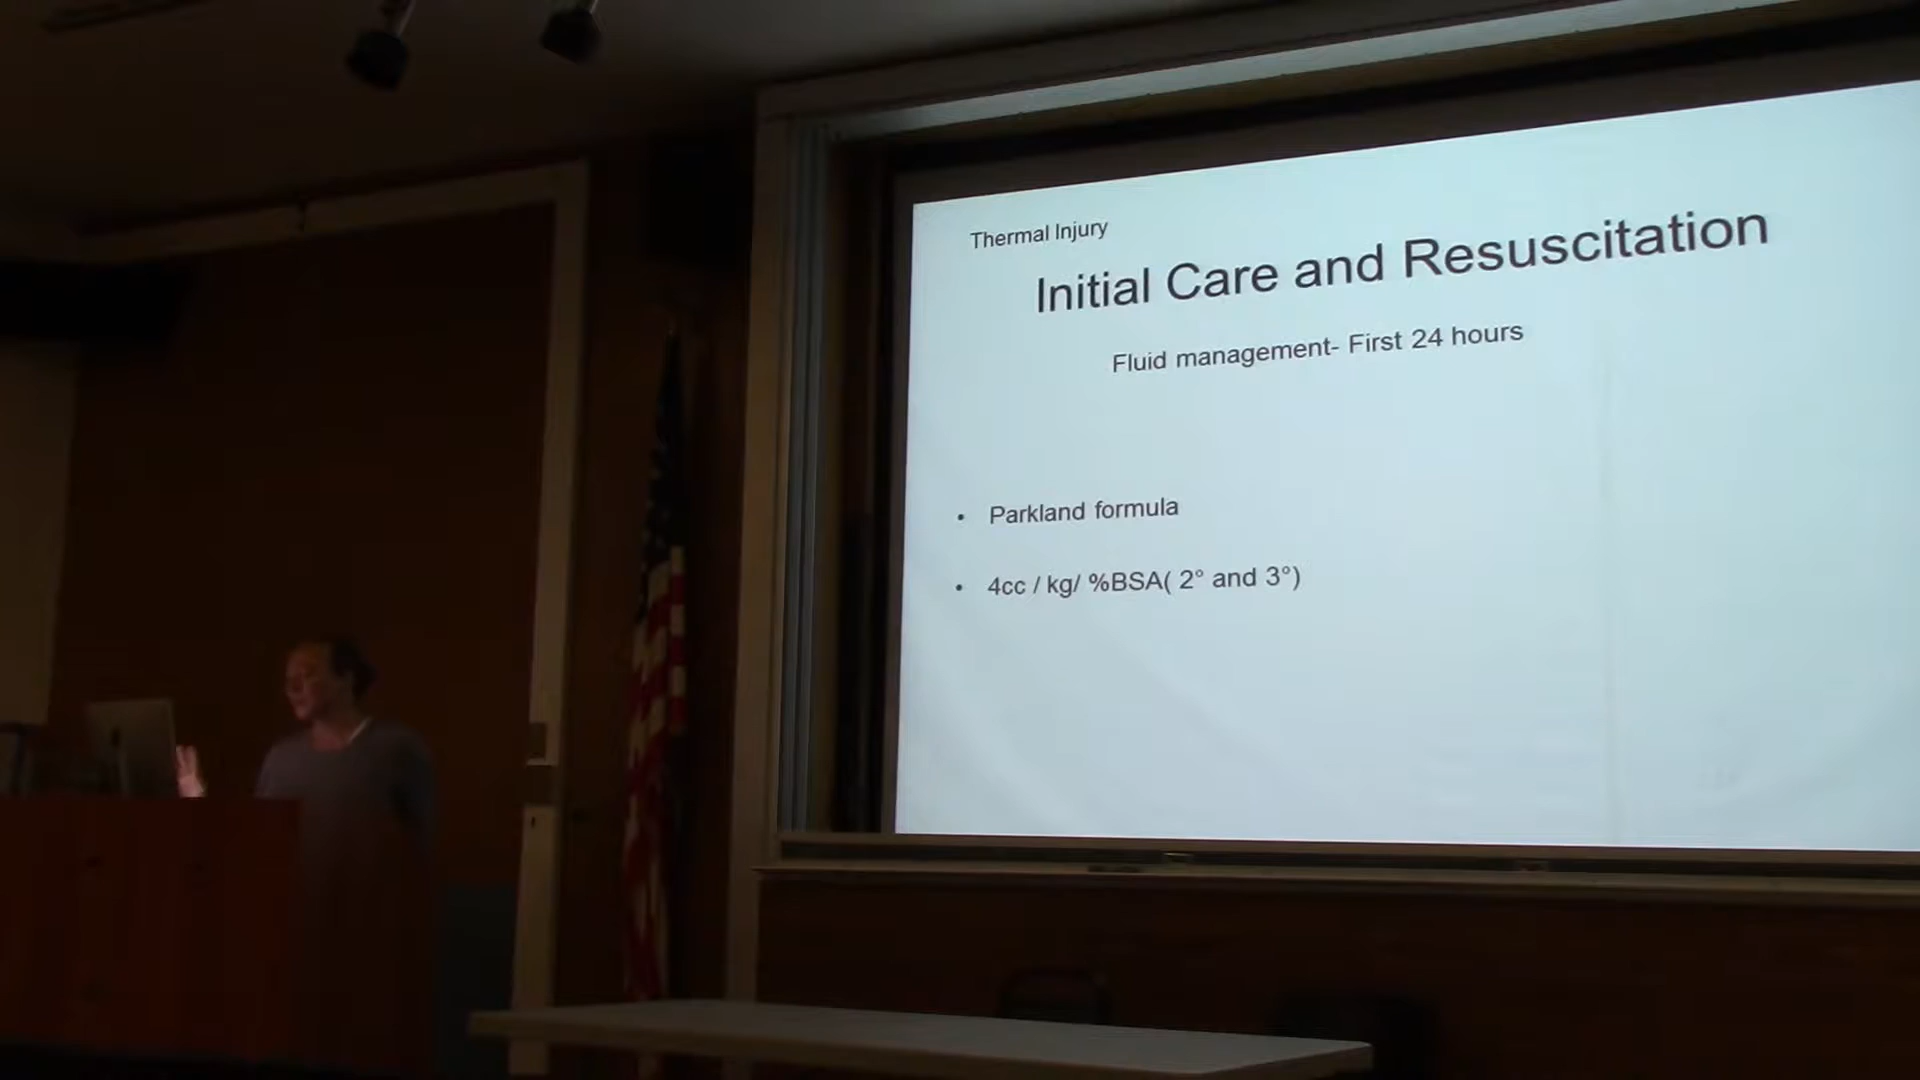 Thermal Injury
Initial Care and Resuscitation
Fluid management- First 24 hours
• Parkland formula
• 4cc / kg/ %BSA( 2° and 3°)